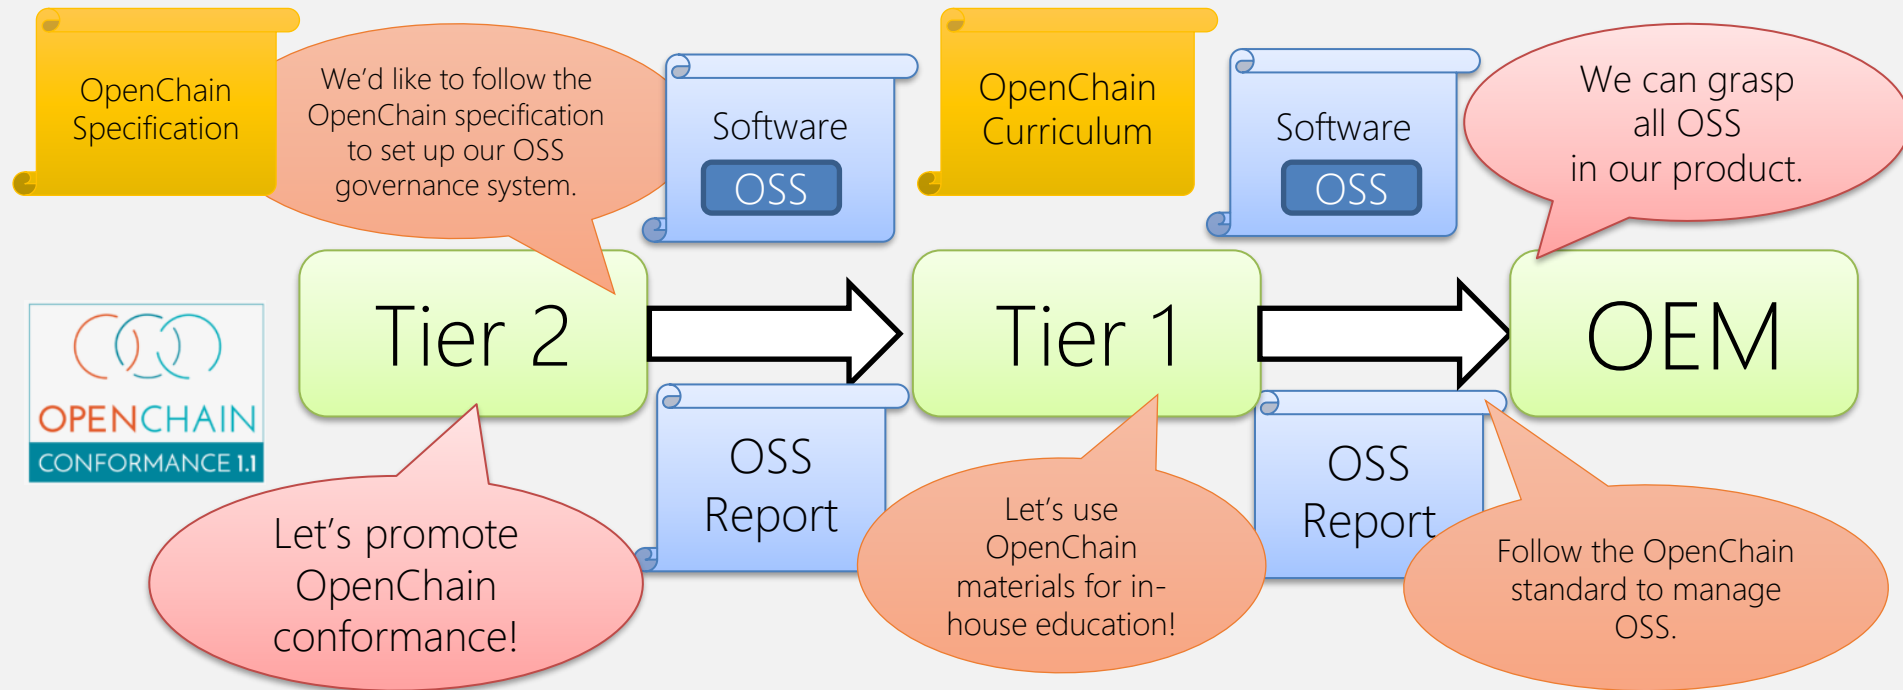 OpenChain
Specification
We'd like to follow the
OpenChain specification
to set up our OSS
governance system.
Software
OSS
OpenChain
Curriculum
Software
OSS
We can grasp
all OSS
in our product.
Tier 2
Tier 1
OEM
OPENCHAIN
CONFORMANCE 1.1
Let's promote
OpenChain
conformance!
OSS
Report
Let's use
OpenChain
materials for in-
house education!
OSS
Report
Follow the OpenChain
standard to manage
OSS.